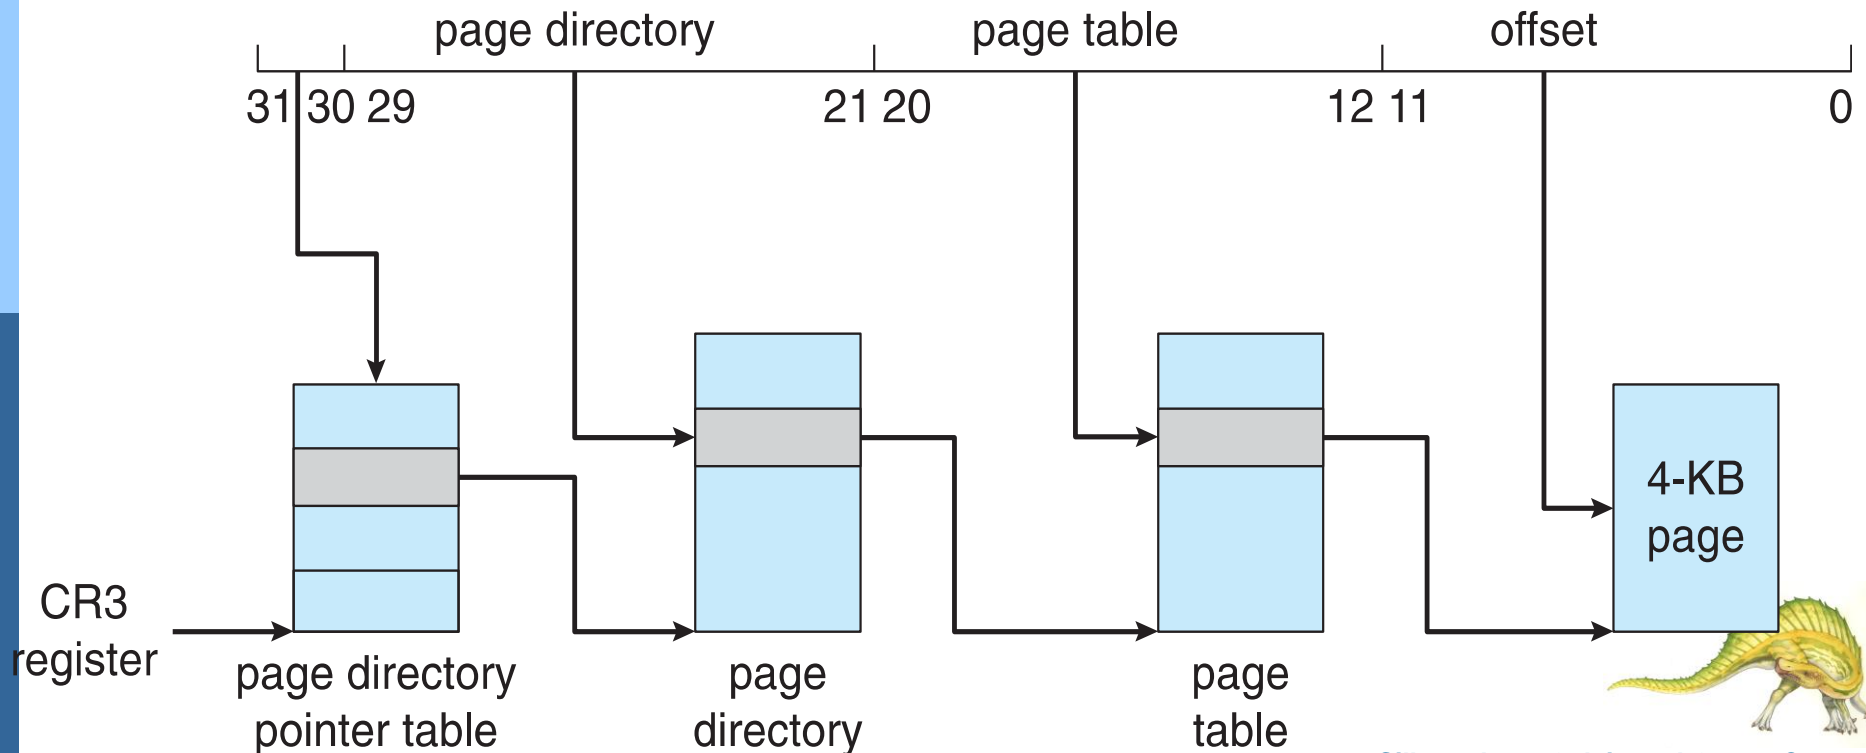 page directory page table offset
31 30 29 21 20 12 11 0
4-KB
page
CR3
register
page directory
pointer table
page
directory
page
table